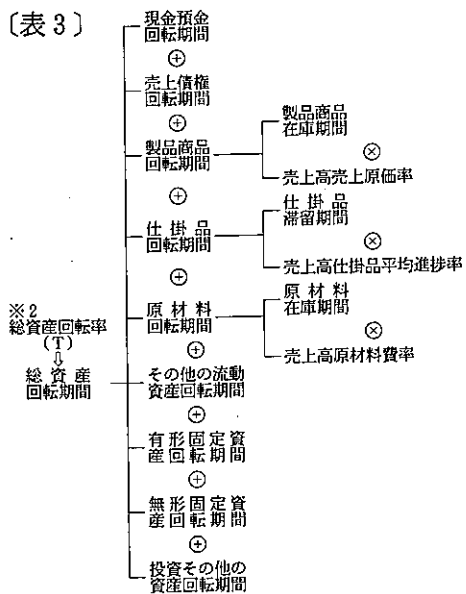 〔表3〕
現金預金
回転期間
⊕
売上債権
回転期間
⊕
製品商品
回転期間
製品商品
在庫期間
⊗
売上高売上原価率
⊕
仕掛品
回転期間
仕掛品
滞留期間
⊗
売上高仕掛品平均進捗率
⊕
原材料
回転期間
原材料
在庫期間
⊗
売上高原材料費率
※2
総資産回転率
(T)
⇩
総資産
回転期間
⊕
その他の流動
資産回転期間
⊕
有形固定資
産回転期間
⊕
無形固定資
産回転期間
⊕
投資その他の
資産回転期間